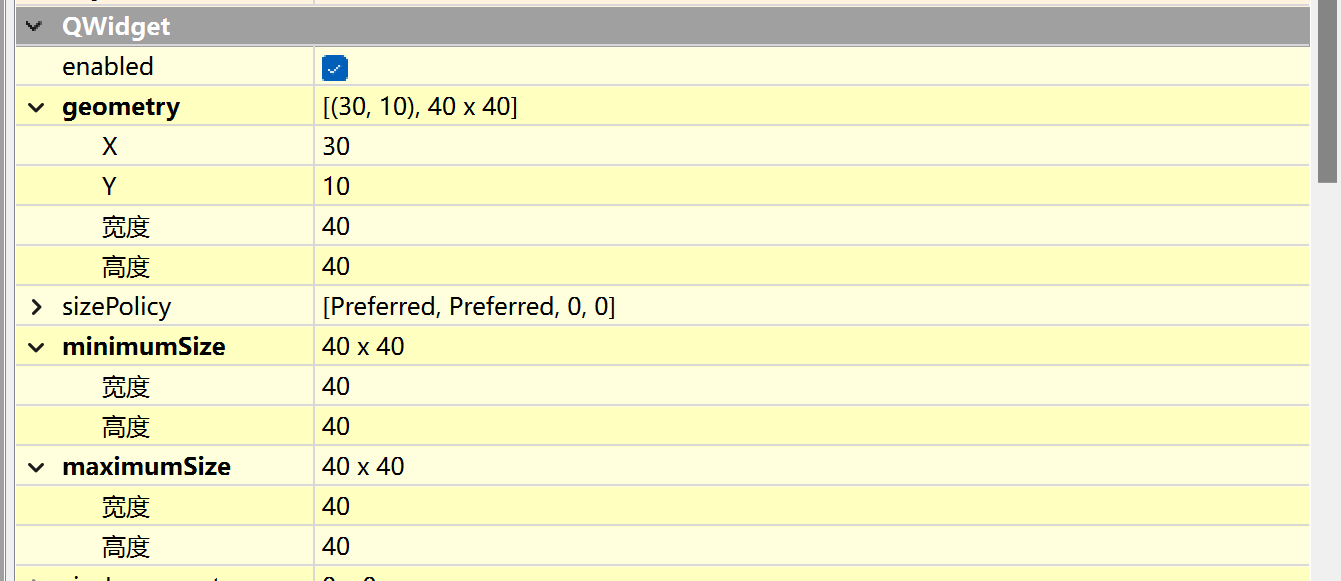 QWidget
enabled
geometry [(30, 10), 40 x 40]
X 30
Y 10
宽度 40
高度 40
sizePolicy [Preferred, Preferred, 0, 0]
minimumSize 40 x 40
宽度 40
高度 40
maximumSize 40 x 40
宽度 40
高度 40